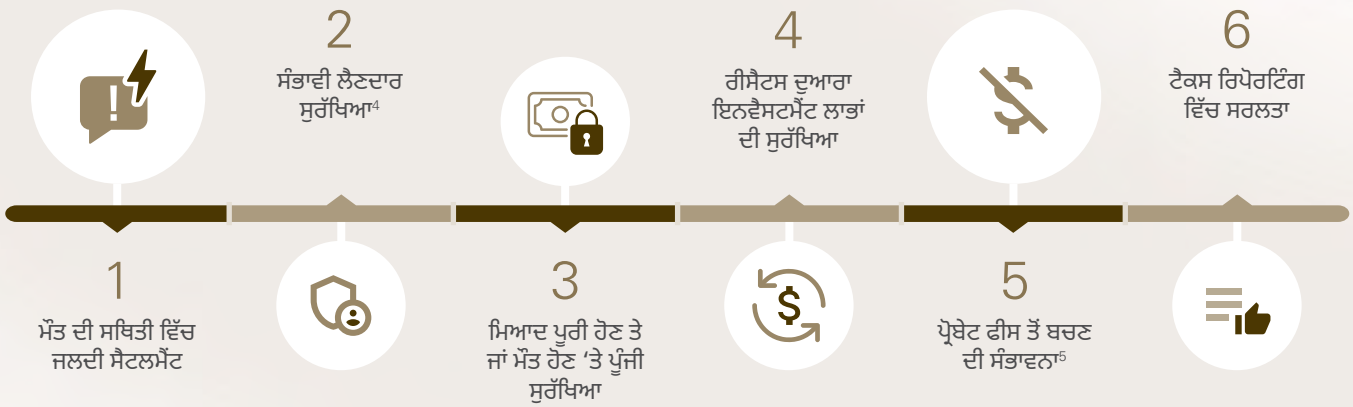 1
ਮੌਤ ਦੀ ਸਥਿਤੀ ਵਿੱਚ
ਜਲਦੀ ਸੈਟਲਮੈਂਟ
2
ਸੰਭਾਵੀ ਲੈਣਦਾਰ
ਸੁਰੱਖਿਆ⁴
3
ਮਿਆਦ ਪੂਰੀ ਹੋਣ ਤੇ
ਜਾਂ ਮੌਤ ਹੋਣ ‘ਤੇ ਪੂੰਜੀ
ਸੁਰੱਖਿਆ
4
ਰੀਸੈਟਸ ਦੁਆਰਾ
ਇਨਵੈਸਟਮੈਂਟ ਲਾਭਾਂ
ਦੀ ਸੁਰੱਖਿਆ
5
ਪ੍ਰੋਬੇਟ ਫੀਸ ਤੋਂ ਬਚਣ
ਦੀ ਸੰਭਾਵਨਾ⁵
6
ਟੈਕਸ ਰਿਪੋਰਟਿੰਗ
ਵਿੱਚ ਸਰਲਤਾ